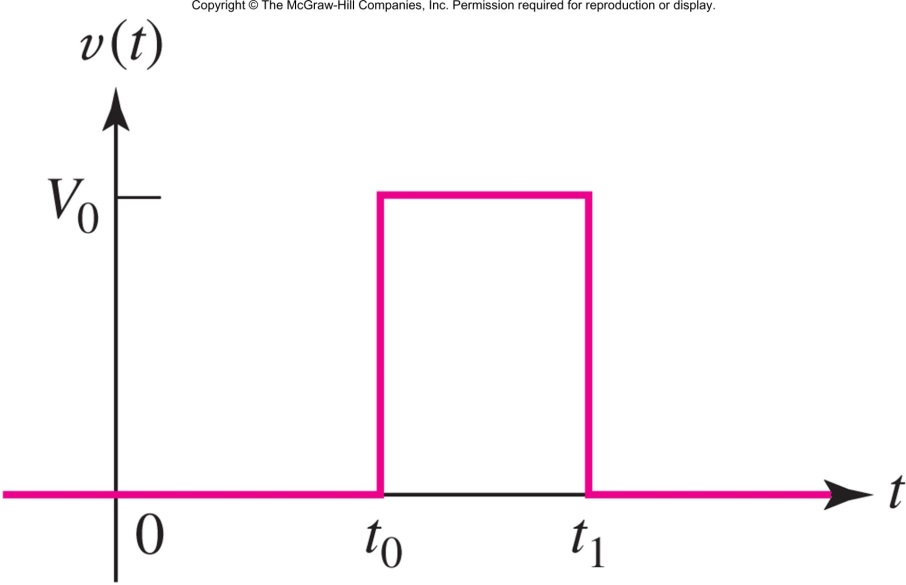 Copyright © The McGraw-Hill Companies, Inc. Permission required for reproduction or display.
v(t)
V₀
t
0
t₀
t₁